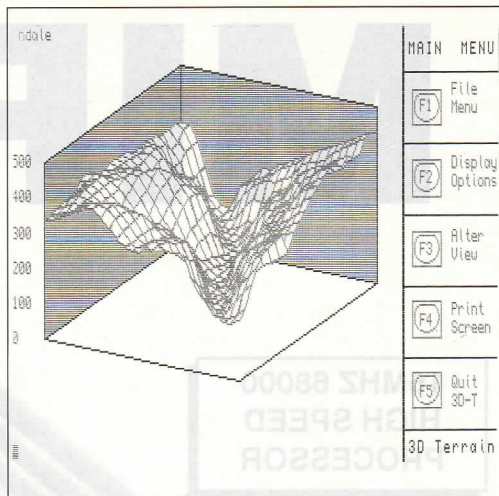 ndale
MAIN MENU
F1 File
Menu
F2 Display
Options
F3 Alter
View
F4 Print
Screen
F5 Quit
3D-T
3D Terrain
500
400
300
200
100
0
MHZ 68000
HIGH SPEED
PROCESSOR